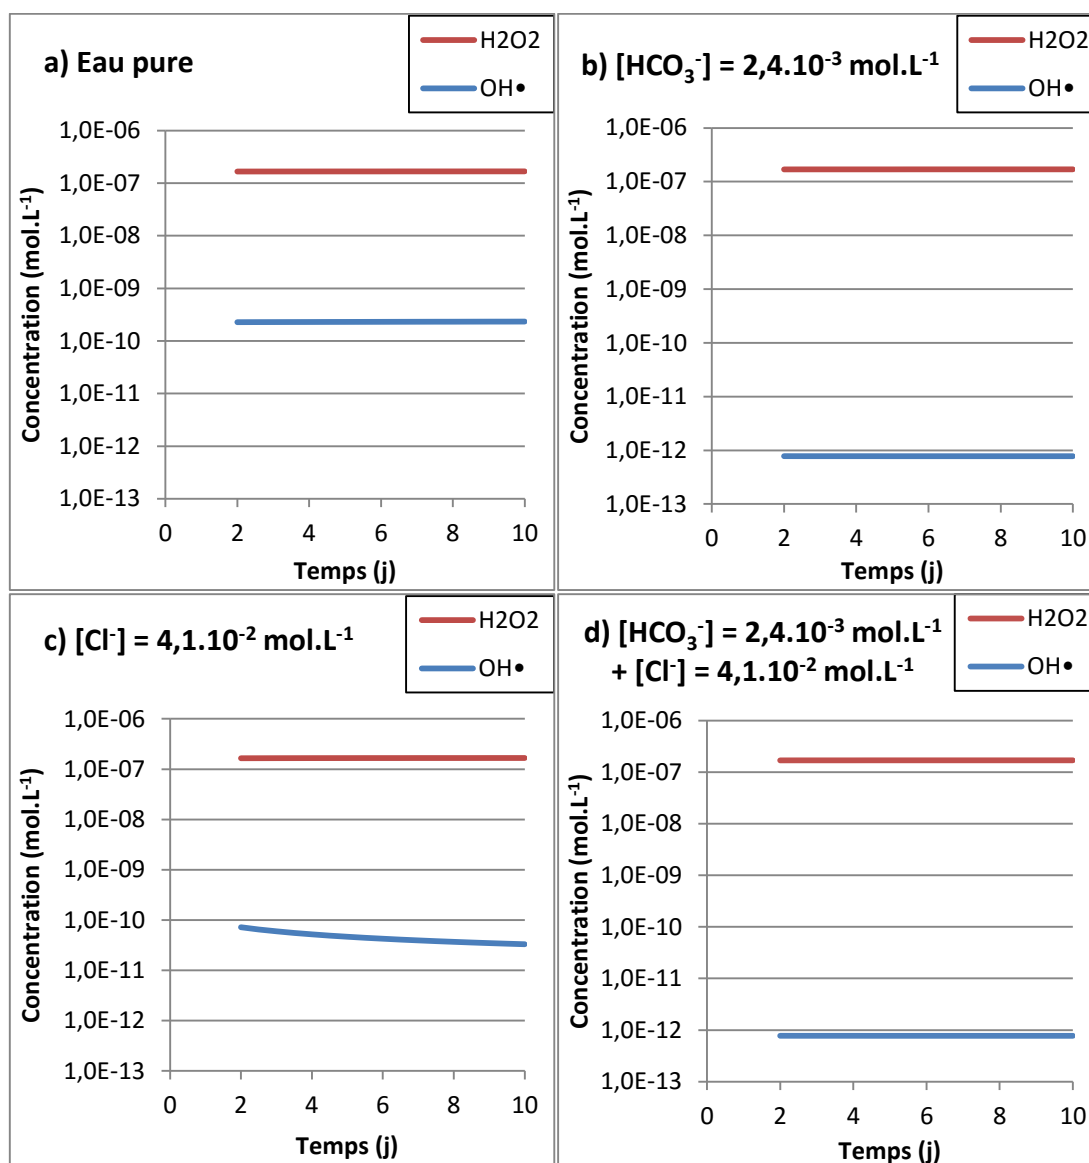 a) Eau pure
H2O2
OH●
Concentration (mol.L-1)
1,0E-06
1,0E-07
1,0E-08
1,0E-09
1,0E-10
1,0E-11
1,0E-12
1,0E-13
0 2 4 6 8 10
Temps (j)
b) [HCO3-] = 2,4.10-3 mol.L-1
H2O2
OH●
Concentration (mol.L-1)
1,0E-06
1,0E-07
1,0E-08
1,0E-09
1,0E-10
1,0E-11
1,0E-12
1,0E-13
0 2 4 6 8 10
Temps (j)
c) [Cl-] = 4,1.10-2 mol.L-1
H2O2
OH●
Concentration (mol.L-1)
1,0E-06
1,0E-07
1,0E-08
1,0E-09
1,0E-10
1,0E-11
1,0E-12
1,0E-13
0 2 4 6 8 10
Temps (j)
d) [HCO3-] = 2,4.10-3 mol.L-1
+ [Cl-] = 4,1.10-2 mol.L-1
H2O2
OH●
Concentration (mol.L-1)
1,0E-06
1,0E-07
1,0E-08
1,0E-09
1,0E-10
1,0E-11
1,0E-12
1,0E-13
0 2 4 6 8 10
Temps (j)